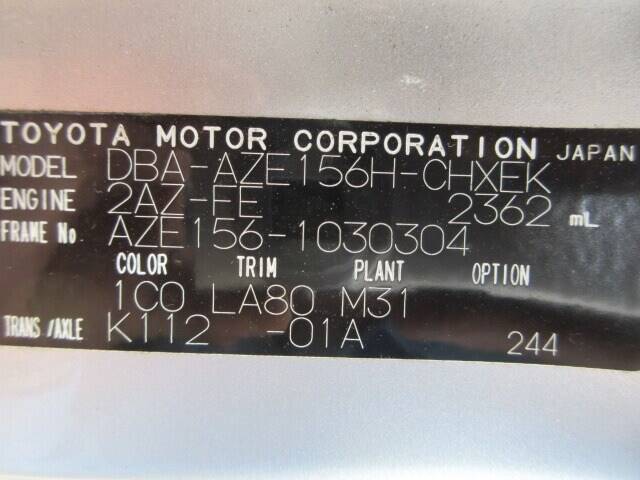 TOYOTA MOTOR CORPORATION JAPAN
MODEL DBA-AZE156H-CHXEK
ENGINE 2AZ-FE 2362 mL
FRAME No AZE156-1030304
COLOR TRIM PLANT OPTION
1C0 LA80 M31
TRANS/AXLE K112 -01A 244